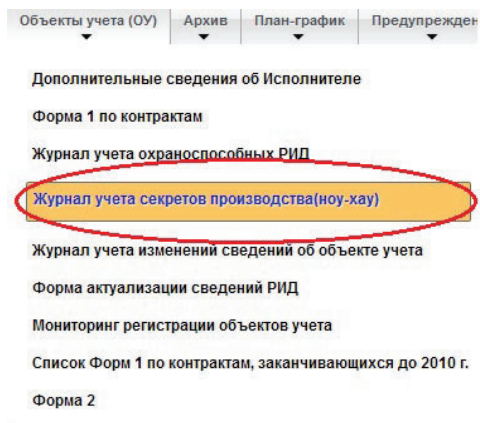 Объекты учета (ОУ) Архив План-график Предупрежден
Дополнительные сведения об Исполнителе
Форма 1 по контрактам
Журнал учета охраноспособных РИД
Журнал учета секретов производства(ноу-хау)
Журнал учета изменений сведений об объекте учета
Форма актуализации сведений РИД
Мониторинг регистрации объектов учета
Список Форм 1 по контрактам, заканчивающихся до 2010 г.
Форма 2